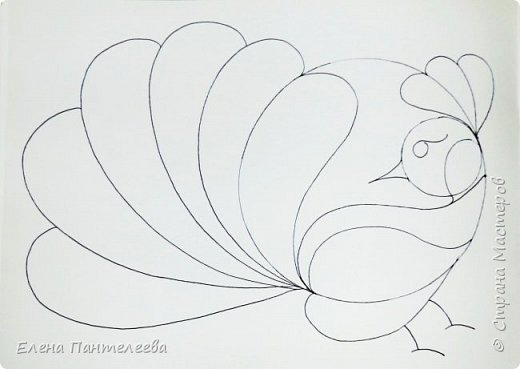 Елена Пантелеева
© Страна Мастеров